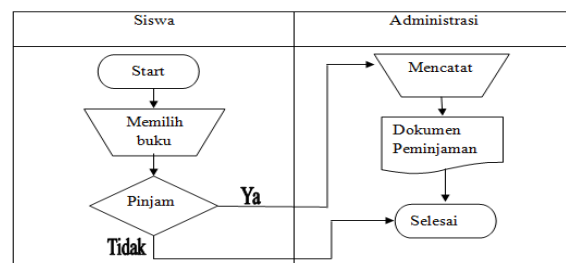 Siswa
Administrasi
Start
Memilih
buku
Pinjam
Ya
Tidak
Mencatat
Dokumen
Peminjaman
Selesai